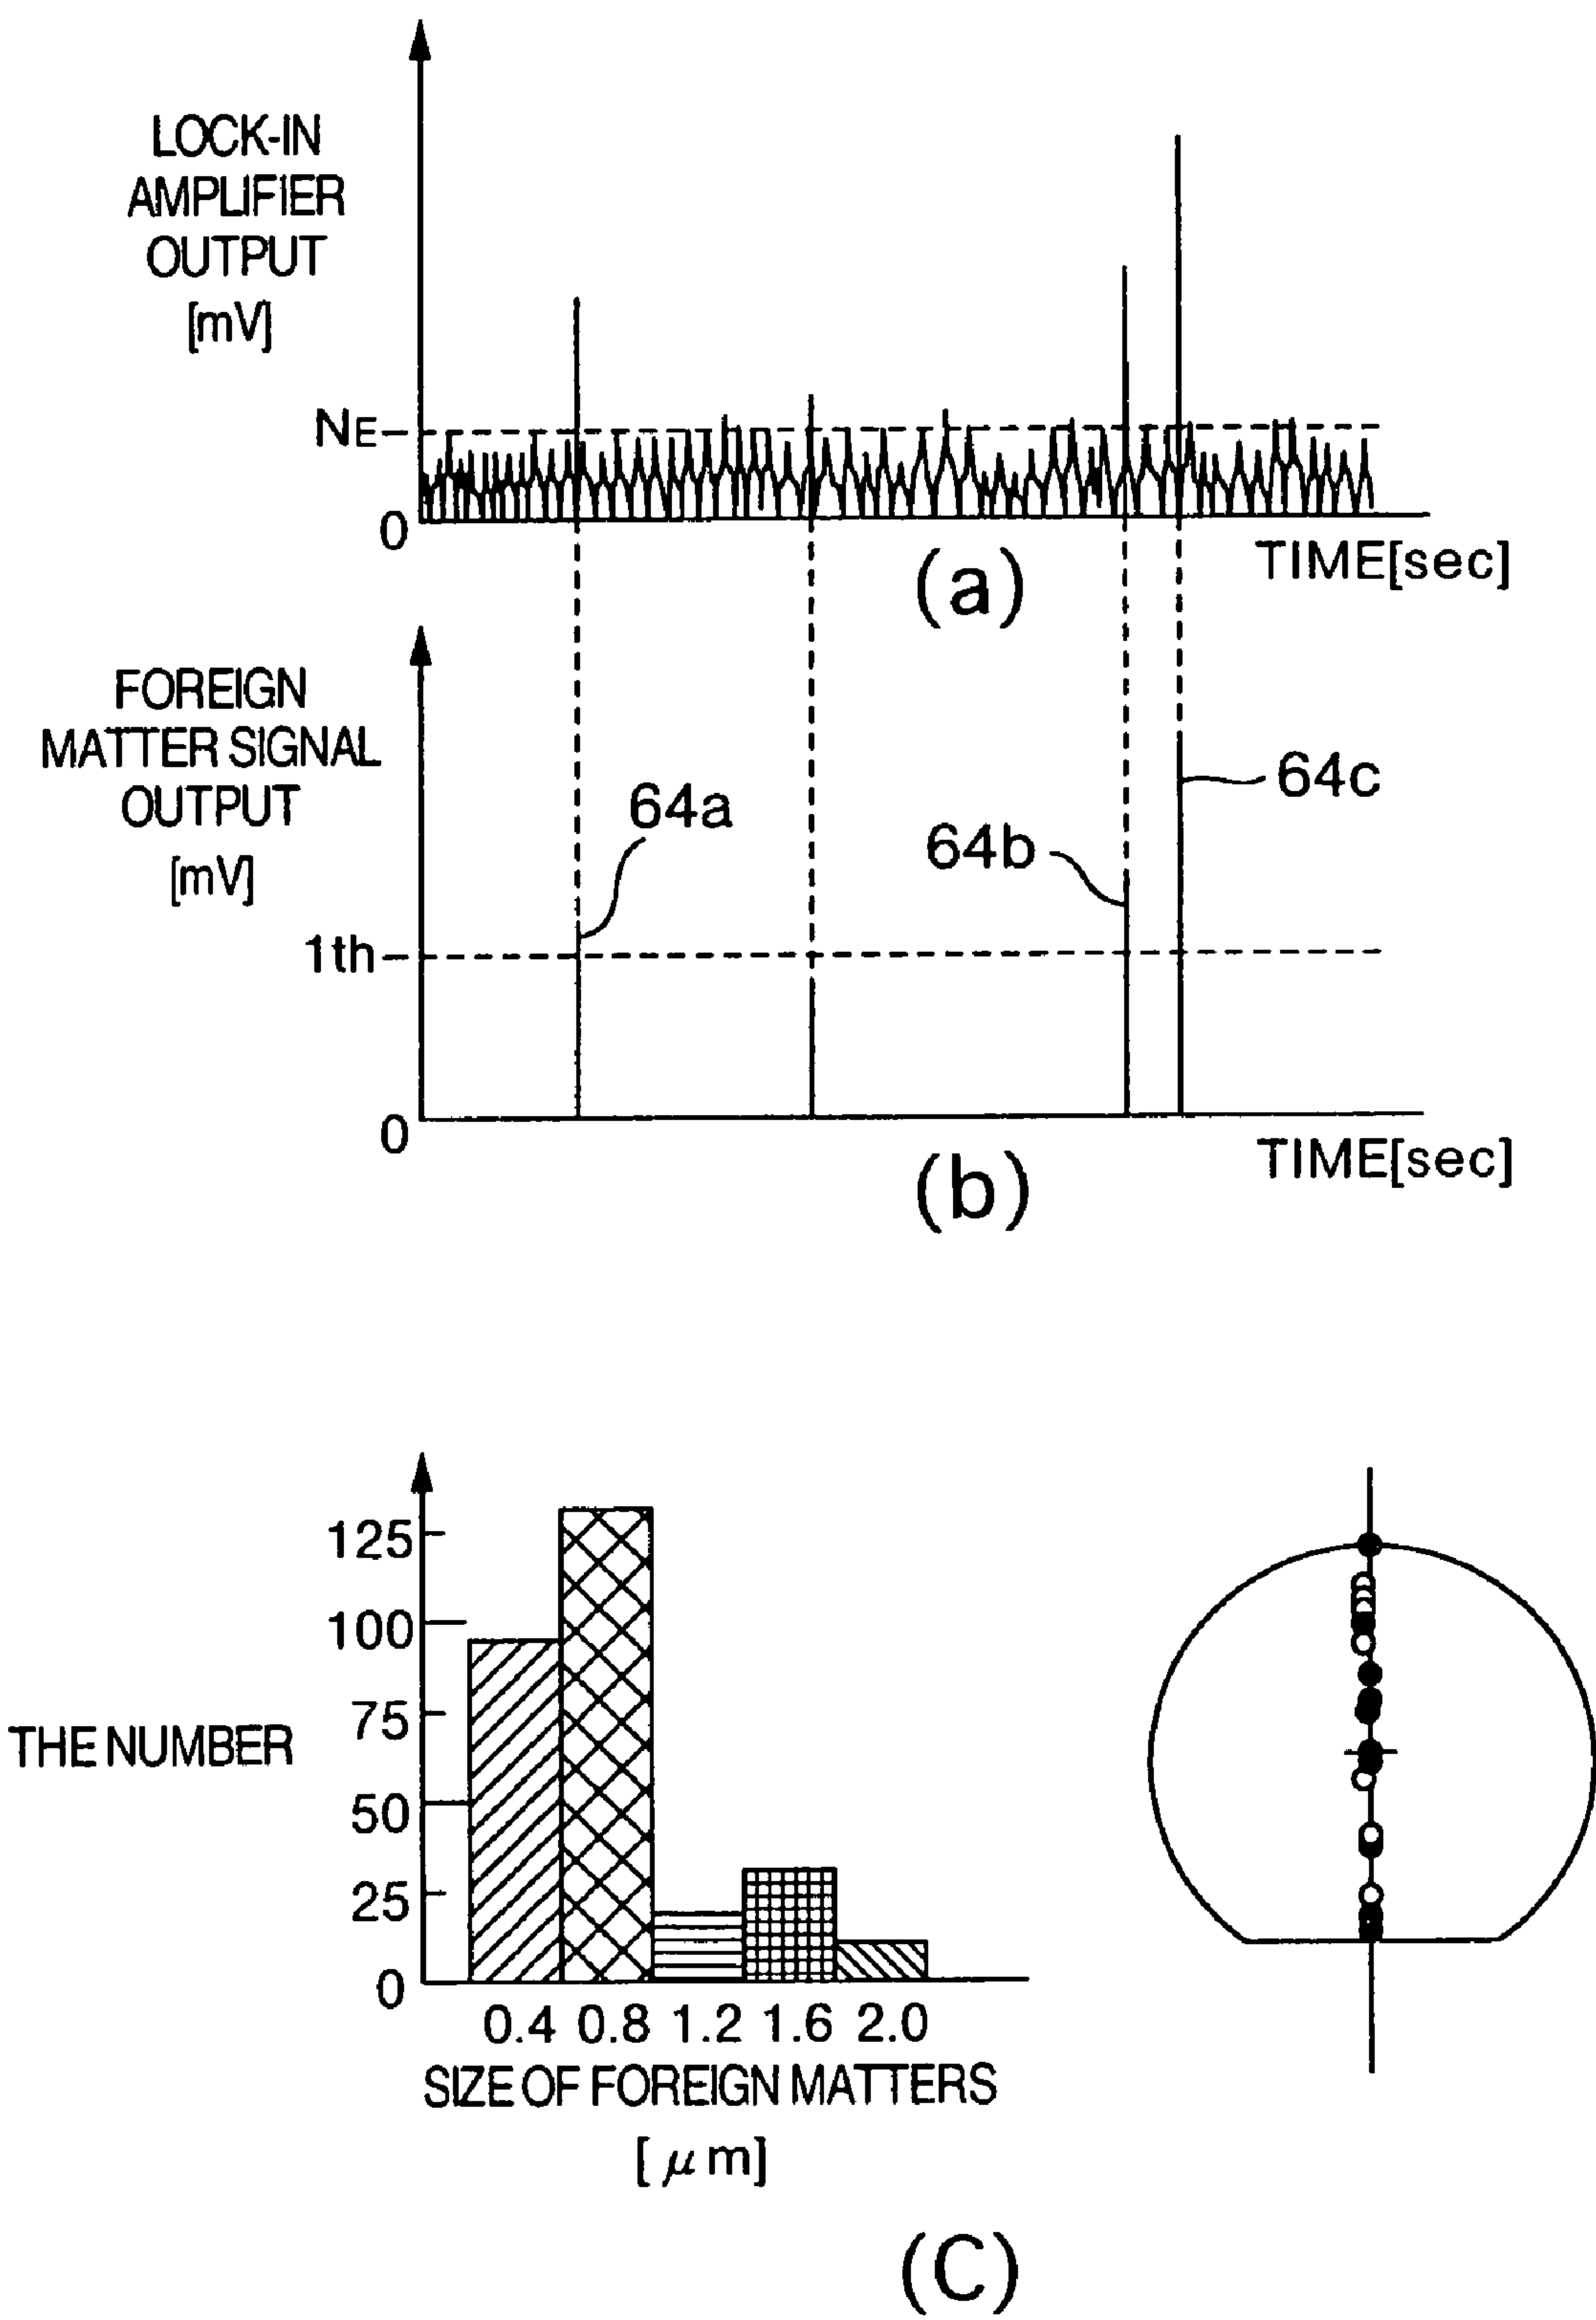 LOCK-IN
AMPLIFIER
OUTPUT
[mV]
NE
0
TIME[sec]
(a)
FOREIGN
MATTER SIGNAL
OUTPUT
[mV]
64a
64b
64c
1th
0
TIME[sec]
(b)
125
100
75
THE NUMBER
50
25
0
0.4 0.8 1.2 1.6 2.0
SIZE OF FOREIGN MATTERS
[μm]
(C)